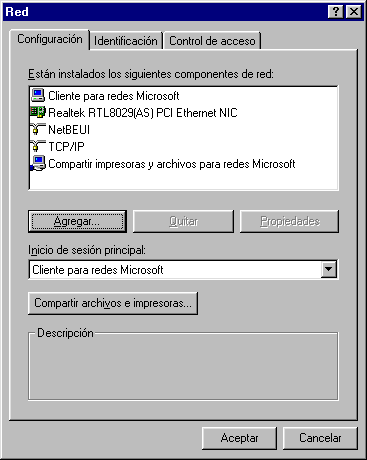 Red
Configuración Identificación Control de acceso
Están instalados los siguientes componentes de red:
Cliente para redes Microsoft
Realtek RTL8029(AS) PCI Ethernet NIC
NetBEUI
TCP/IP
Compartir impresoras y archivos para redes Microsoft
Agregar... Quitar Propiedades
Inicio de sesión principal:
Cliente para redes Microsoft
Compartir archivos e impresoras...
Descripción
Aceptar Cancelar